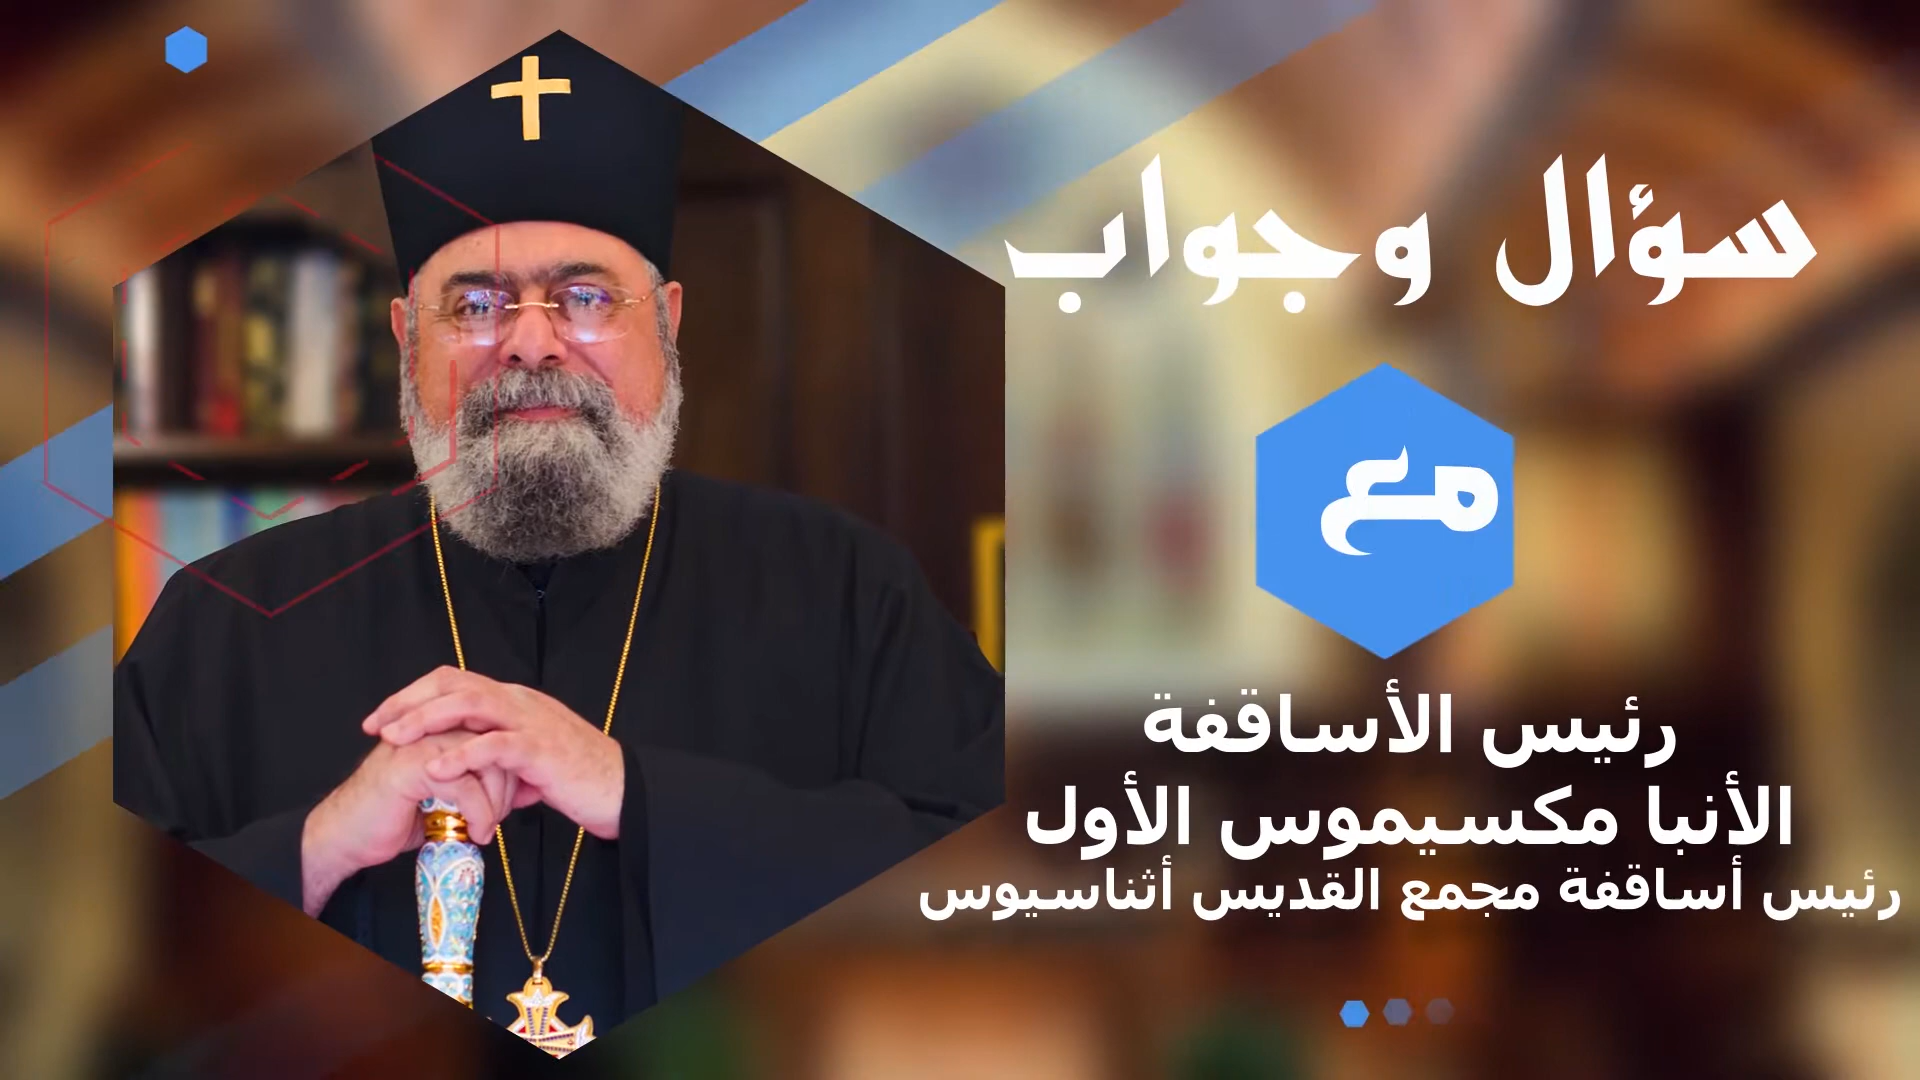 سؤال وجواب
مع
رئيس الأساقفة
الأنبا مكسيموس الأول
رئيس أساقفة مجمع القديس أثناسيوس